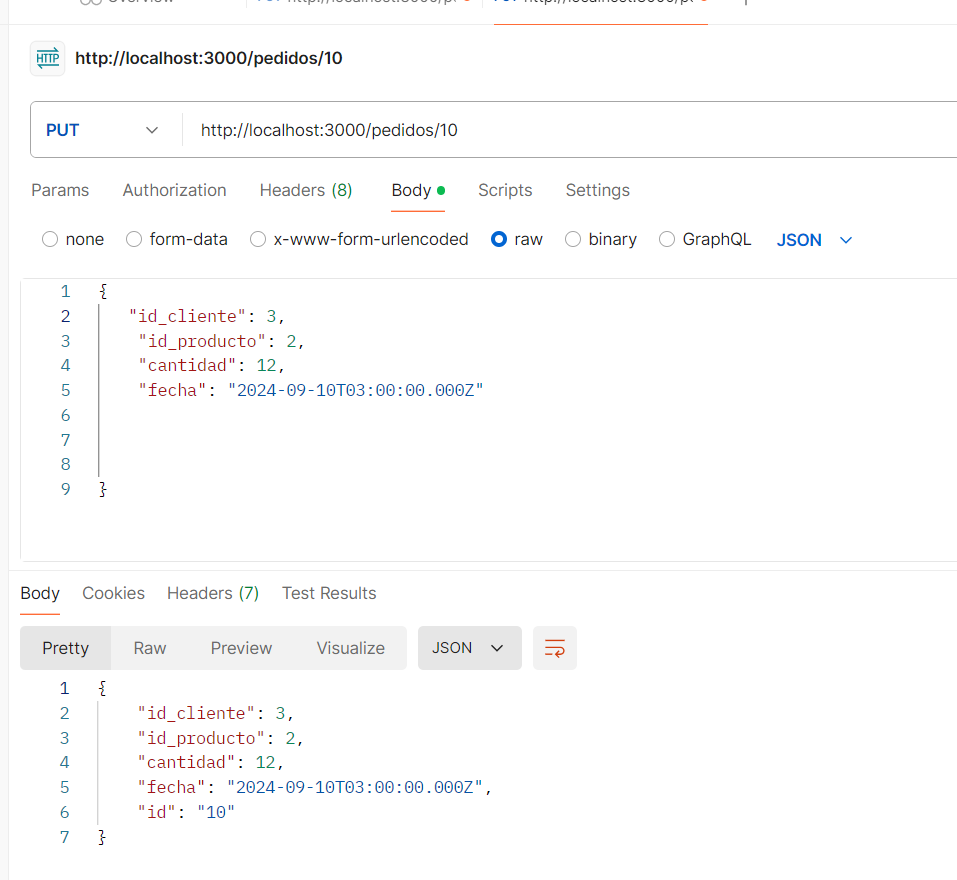 HTTP http://localhost:3000/pedidos/10
PUT http://localhost:3000/pedidos/10
Params Authorization Headers (8) Body Scripts Settings
none form-data x-www-form-urlencoded raw binary GraphQL JSON
1 {
2 "id_cliente": 3,
3 "id_producto": 2,
4 "cantidad": 12,
5 "fecha": "2024-09-10T03:00:00.000Z"
6
7
8
9 }
Body Cookies Headers (7) Test Results
Pretty Raw Preview Visualize JSON
1 {
2 "id_cliente": 3,
3 "id_producto": 2,
4 "cantidad": 12,
5 "fecha": "2024-09-10T03:00:00.000Z",
6 "id": "10"
7 }